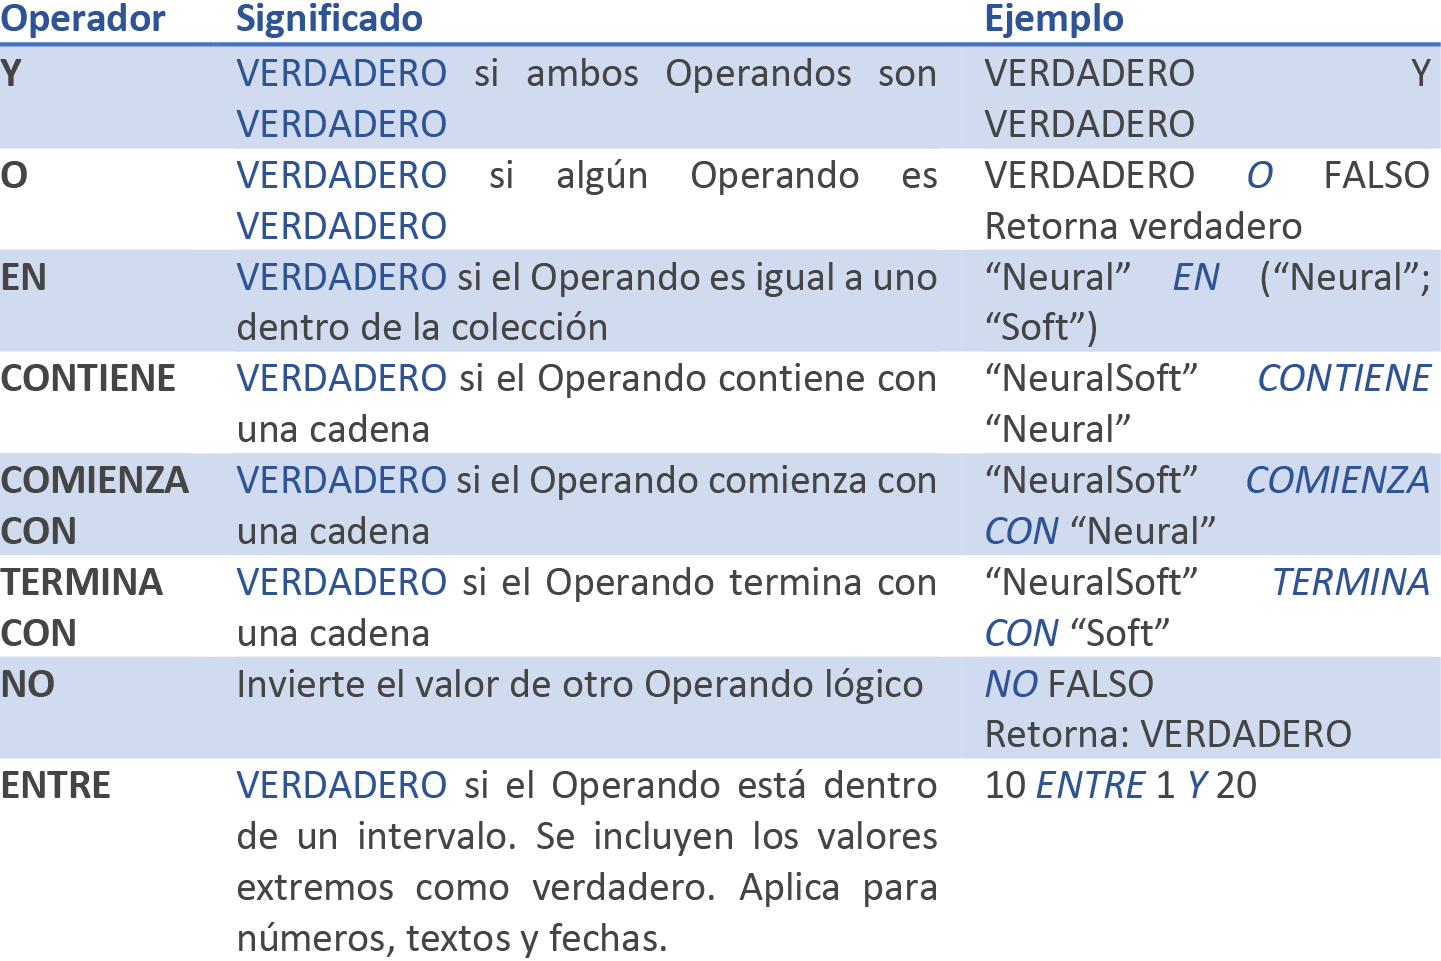 Operador Significado Ejemplo
Y VERDADERO si ambos Operandos son VERDADERO Y
VERDADERO VERDADERO
O VERDADERO si algún Operando es VERDADERO O FALSO
VERDADERO Retorna verdadero
EN VERDADERO si el Operando es igual a uno “Neural” EN (“Neural”;
dentro de la colección “Soft”)
CONTIENE VERDADERO si el Operando contiene con “NeuralSoft” CONTIENE
una cadena “Neural”
COMIENZA VERDADERO si el Operando comienza con “NeuralSoft” COMIENZA
CON una cadena CON “Neural”
TERMINA VERDADERO si el Operando termina con “NeuralSoft” TERMINA
CON una cadena CON “Soft”
NO Invierte el valor de otro Operando lógico NO FALSO
Retorna: VERDADERO
ENTRE VERDADERO si el Operando está dentro 10 ENTRE 1 Y 20
de un intervalo. Se incluyen los valores
extremos como verdadero. Aplica para
números, textos y fechas.